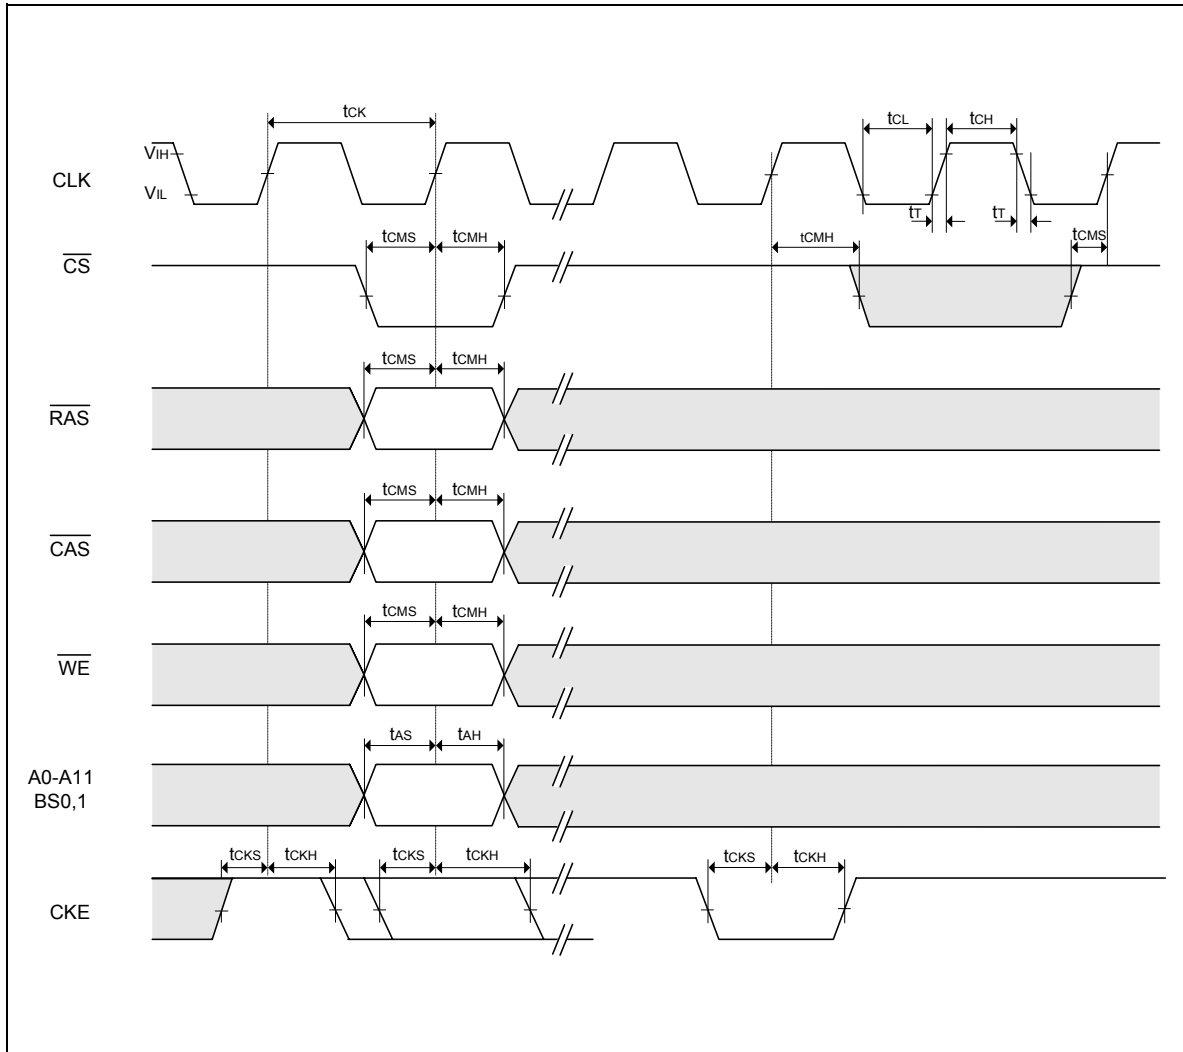 tCK
tCL
tCH
VIH
CLK
VIL
tT
tT
tCMS
tCMH
tCMH
tCMS
CS
tCMS
tCMH
RAS
tCMS
tCMH
CAS
tCMS
tCMH
WE
tAS
tAH
A0-A11
BS0,1
tCKS
tCKH
tCKS
tCKH
tCKS
tCKH
CKE